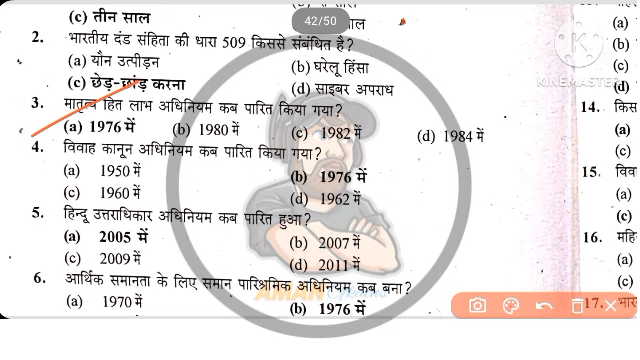 (c) तीन साल
42/50
2. भारतीय दंड संहिता की धारा 509 किससे संबंधित है?
(a) यौन उत्पीड़न (b) घरेलू हिंसा
(c) छेड़-छांड़ करना (d) साइबर अपराध
3. मातृत्व हित लाभ अधिनियम कब पारित किया गया?
(a) 1976 में (b) 1980 में (c) 1982 में (d) 1984 में
4. विवाह कानून अधिनियम कब पारित किया गया?
(a) 1950 में (b) 1976 में
(c) 1960 में (d) 1962 में
5. हिन्दू उत्तराधिकार अधिनियम कब पारित हुआ?
(a) 2005 में (b) 2007 में
(c) 2009 में (d) 2011 में
6. आर्थिक समानता के लिए समान पारिश्रमिक अधिनियम कब बना?
(a) 1970 में (b) 1976 में
(a)
(b)
(c)
(d)
14. किस
(a)
(c)
15.
(a)
(c)
16.
(a)
(c)
17. भार
KINEMASTER
AMAN